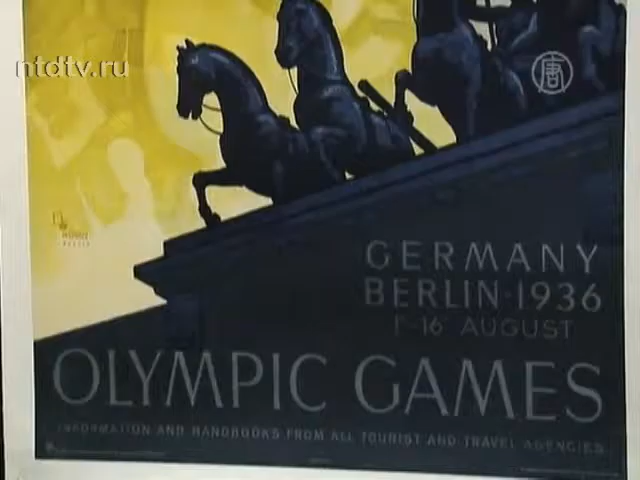 ntdtv.ru
唐
GERMANY
BERLIN·1936
1-16 AUGUST
OLYMPIC GAMES
INFORMATION AND HANDBOOKS FROM ALL TOURIST AND TRAVEL AGENCIES